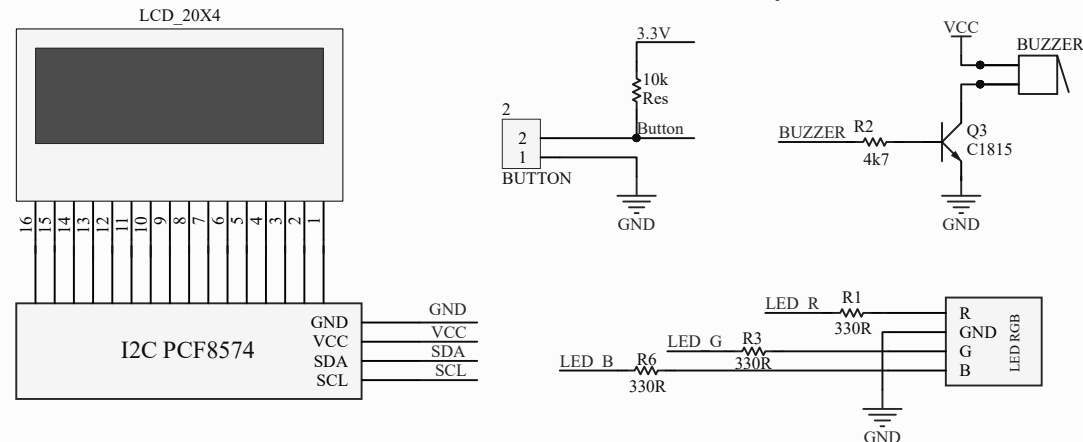 LCD_20X4
16
15
14
13
12
11
10
9
8
7
6
5
4
3
2
1
I2C PCF8574
GND
VCC
SDA
SCL
GND
VCC
SDA
SCL
3.3V
10k
Res
Button
2
2
1
BUTTON
GND
VCC
BUZZER
BUZZER
R2
4k7
Q3
C1815
GND
LED_R
R1
330R
LED_G
R3
330R
LED_B
R6
330R
R
GND
G
B
LED RGB
GND